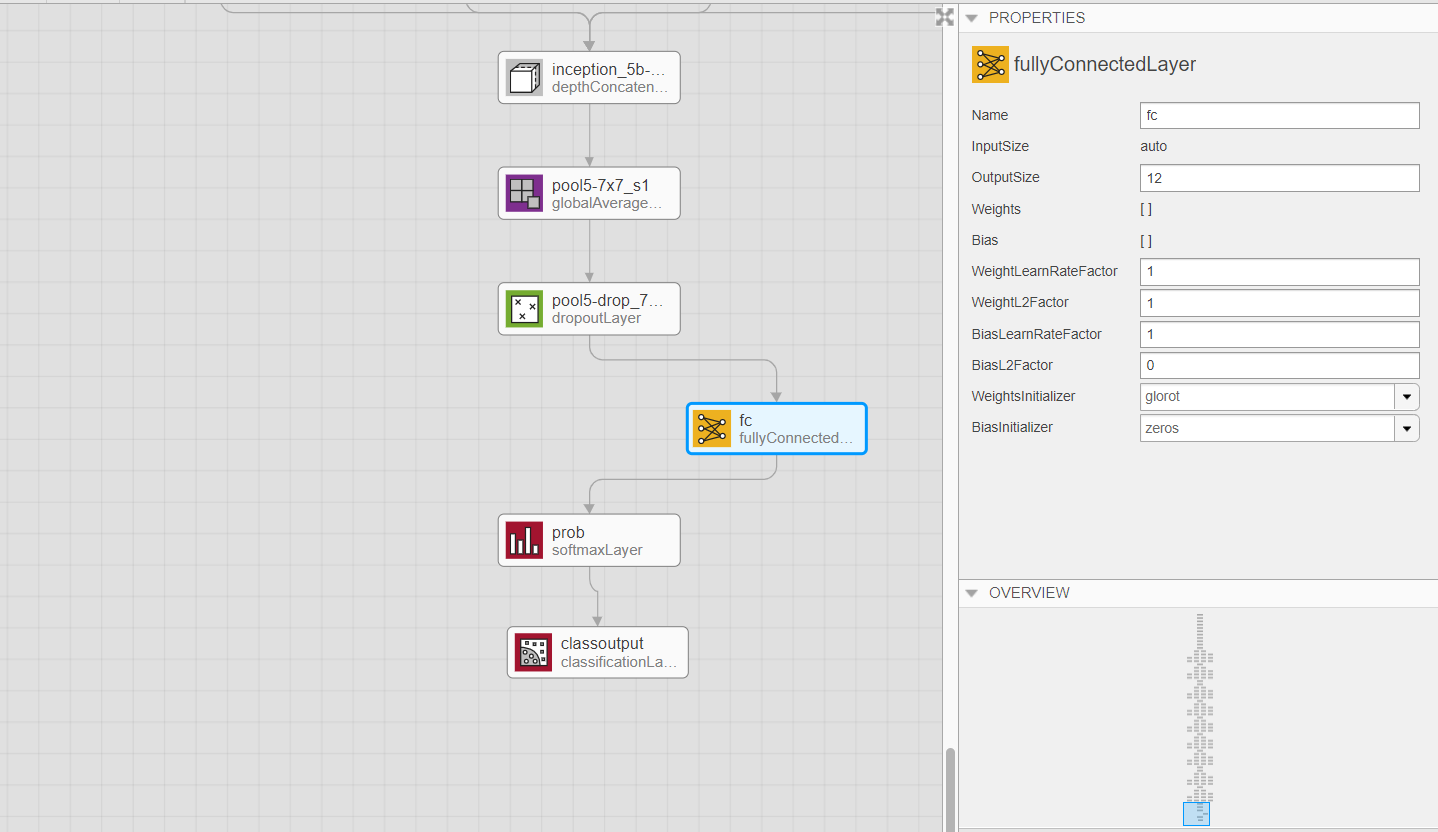 inception_5b-...
depthConcaten...
pool5-7x7_s1
globalAverage...
pool5-drop_7...
dropoutLayer
fc
fullyConnected...
prob
softmaxLayer
classoutput
classificationLa...
PROPERTIES
fullyConnectedLayer
Name fc
InputSize auto
OutputSize 12
Weights [ ]
Bias [ ]
WeightLearnRateFactor 1
WeightL2Factor 1
BiasLearnRateFactor 1
BiasL2Factor 0
WeightsInitializer glorot
BiasInitializer zeros
OVERVIEW